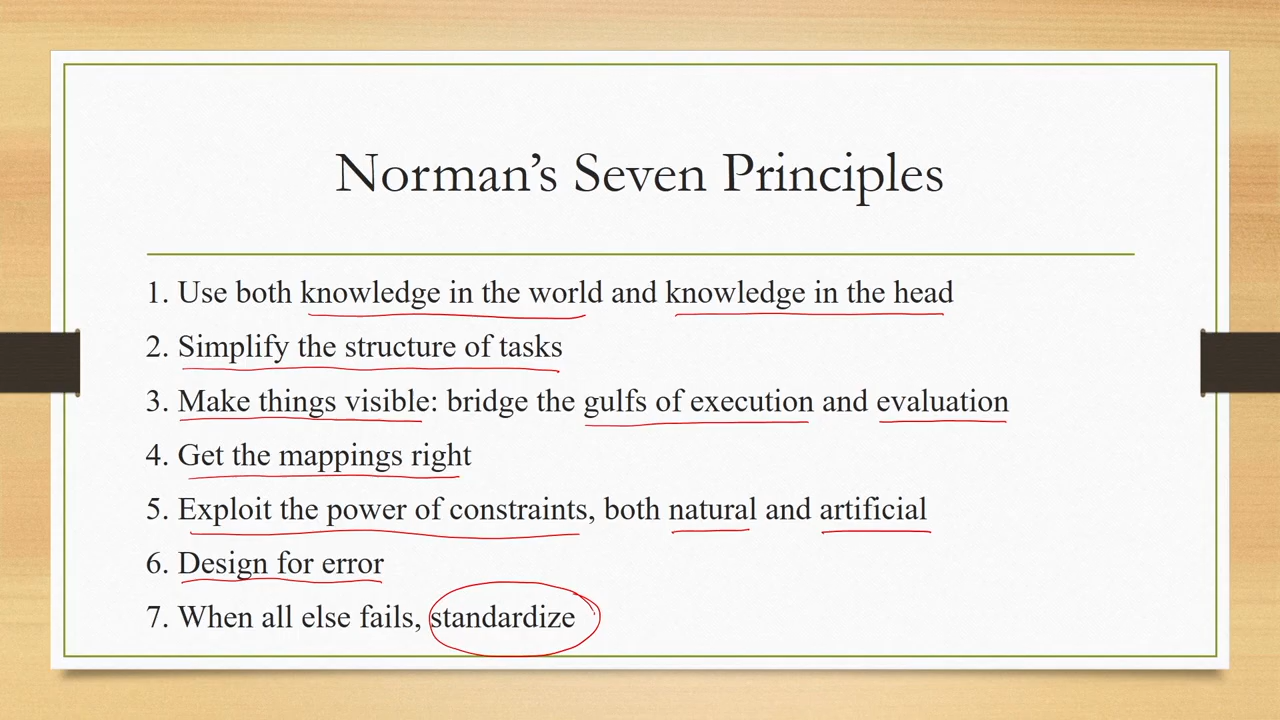 Norman’s Seven Principles
1. Use both knowledge in the world and knowledge in the head
2. Simplify the structure of tasks
3. Make things visible: bridge the gulfs of execution and evaluation
4. Get the mappings right
5. Exploit the power of constraints, both natural and artificial
6. Design for error
7. When all else fails, standardize